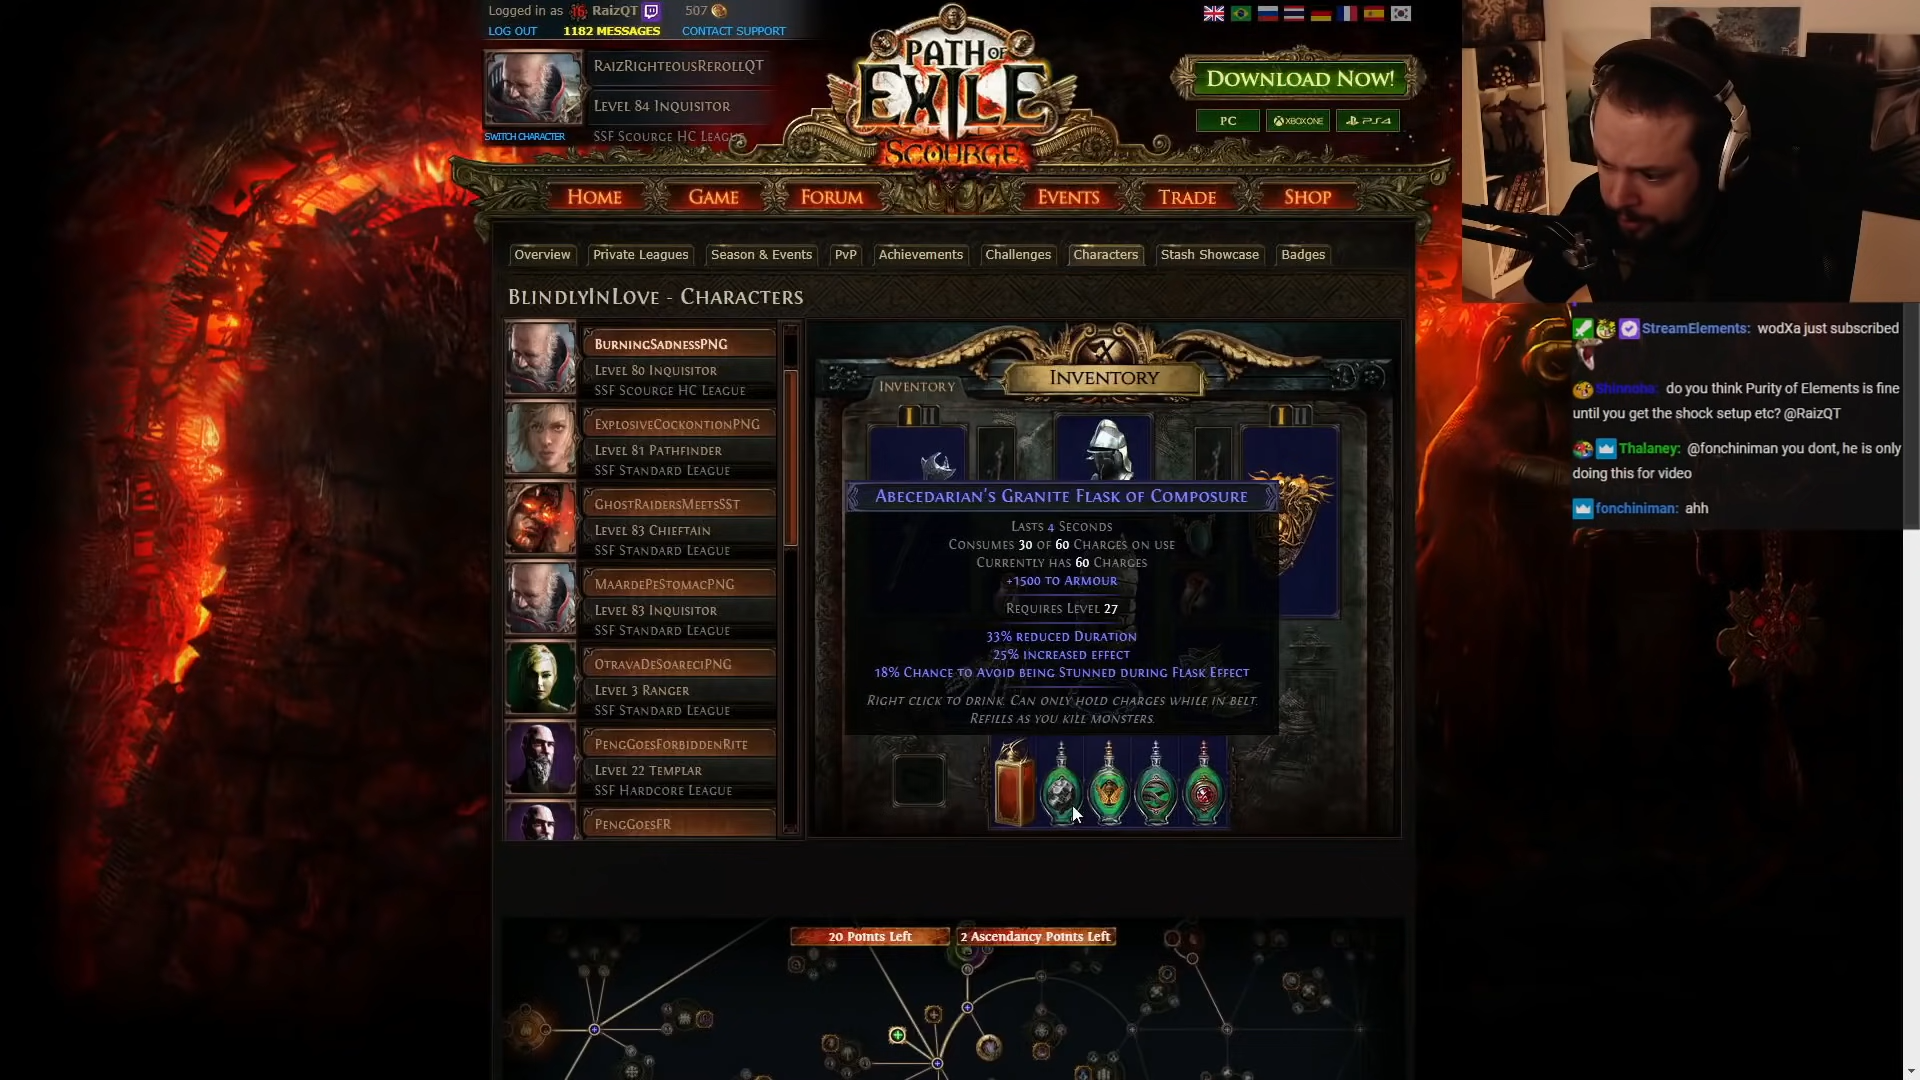 Logged in as RaizQT 507
LOG OUT 1182 MESSAGES CONTACT SUPPORT
RaizRighteousRerollQT
Level 84 Inquisitor
SWITCH CHARACTER
SSF Scourge HC League
PATH OF EXILE
SCOURGE
DOWNLOAD NOW!
PC XBOX ONE PS4
HOME GAME FORUM EVENTS TRADE SHOP
Overview Private Leagues Season & Events PvP Achievements Challenges Characters Stash Showcase Badges
BlindlyInLove - Characters
BurningSadnessPNG
Level 80 Inquisitor
SSF Scourge HC League
ExplosiveCockontionPNG
Level 81 Pathfinder
SSF Standard League
GhostRaidersMeetsSST
Level 83 Chieftain
SSF Standard League
MaArdePeStomacPNG
Level 83 Inquisitor
SSF Standard League
OtravaDeSoareciPNG
Level 3 Ranger
SSF Standard League
PengGoesForbiddenRite
Level 22 Templar
SSF Hardcore League
PengGoesFR
Inventory
Inventory
I II
I II
Abecedarian's Granite Flask of Composure
Lasts 4 Seconds
Consumes 30 of 60 Charges on use
Currently has 60 Charges
+1500 to Armour
Requires Level 27
33% reduced Duration
25% increased effect
18% Chance to Avoid being Stunned during Flask Effect
Right click to drink. Can only hold charges while in belt.
Refills as you kill monsters.
20 Points Left
2 Ascendancy Points Left
StreamElements: wodXa just subscribed
Shinnoba: do you think Purity of Elements is fine
until you get the shock setup etc? @RaizQT
Thalaney: @fonchiniman you dont, he is only
doing this for video
fonchiniman: ahh